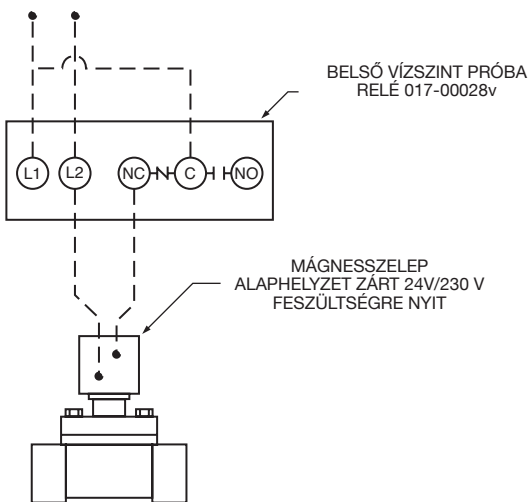 BELSŐ VÍZSZINT PRÓBA
RELÉ 017-00028v
L1 L2 NC C NO
MÁGNESSZELEP
ALAPHELYZET ZÁRT 24V/230 V
FESZÜLTSÉGRE NYIT